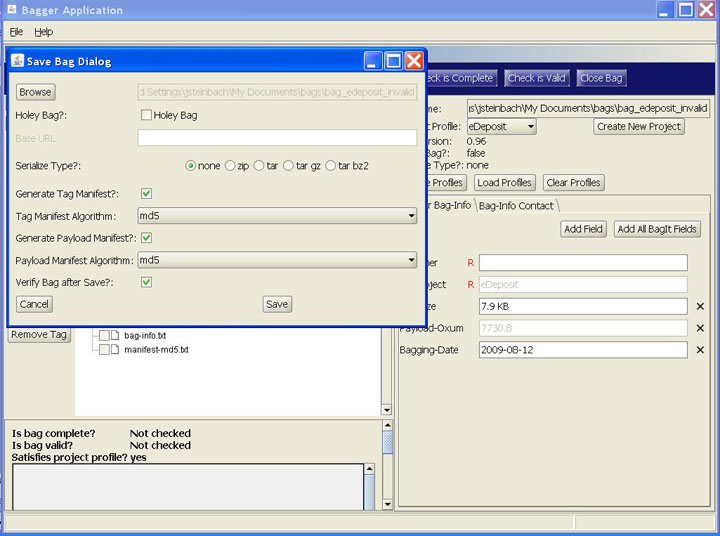 Bagger Application
File Help
Save Bag Dialog
Browse
d Settings\jsteinbach\My Documents\bags\bag_edeposit_invalid
Holey Bag?:
Holey Bag
Base URL
Serialize Type?:
none
zip
tar
tar gz
tar bz2
Generate Tag Manifest?:
Tag Manifest Algorithm:
md5
Generate Payload Manifest?:
Payload Manifest Algorithm:
md5
Verify Bag after Save?:
Cancel
Save
is Complete
Check is Valid
Close Bag
\jsteinbach\My Documents\bags\bag_edeposit_invalid
Profile:
eDeposit
Create New Project
0.96
Bag?: false
Type?: none
Profiles
Load Profiles
Clear Profiles
Bag-Info
Bag-Info Contact
Add Field
Add All BagIt Fields
R
R
eDeposit
7.9 KB
Payload-Oxum
7730.8
Bagging-Date
2009-08-12
Remove Tag
bag-info.txt
manifest-md5.txt
Is bag complete? Not checked
Is bag valid? Not checked
Satisfies project profile? yes